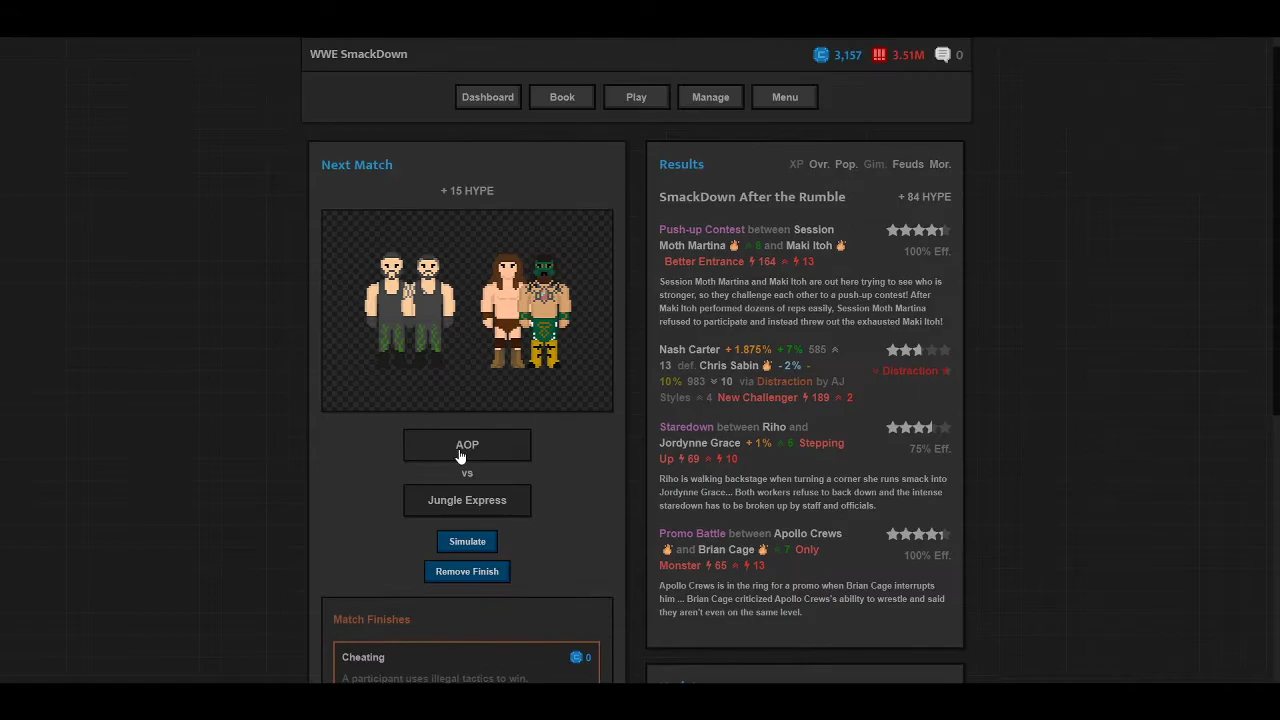 WWE SmackDown
3,157 3.51M 0
Dashboard Book Play Manage Menu
Next Match
+ 15 HYPE
AOP
vs
Jungle Express
Simulate
Remove Finish
Match Finishes
Cheating 0
A participant uses illegal tactics to win.
Results XP Ovr. Pop. Gim. Feuds Mor.
SmackDown After the Rumble + 84 HYPE
Push-up Contest between Session
Moth Martina 8 and Maki Itoh
100% Eff.
Better Entrance 164 13
Session Moth Martina and Maki Itoh are out here trying to see who is
stronger, so they challenge each other to a push-up contest! After
Maki Itoh performed dozens of reps easily, Session Moth Martina
refused to participate and instead threw out the exhausted Maki Itoh!
Nash Carter + 1.875% + 7% 585
13 def. Chris Sabin - 2% -
Distraction
10% 983 10 via Distraction by AJ
Styles 4 New Challenger 189 2
Staredown between Riho and
Jordynne Grace + 1% 5 Stepping
75% Eff.
Up 69 10
Riho is walking backstage when turning a corner she runs smack into
Jordynne Grace... Both workers refuse to back down and the intense
staredown has to be broken up by staff and officials.
Promo Battle between Apollo Crews
and Brian Cage 7 Only
100% Eff.
Monster 65 13
Apollo Crews is in the ring for a promo when Brian Cage interrupts
him ... Brian Cage criticized Apollo Crews's ability to wrestle and said
they aren't even on the same level.